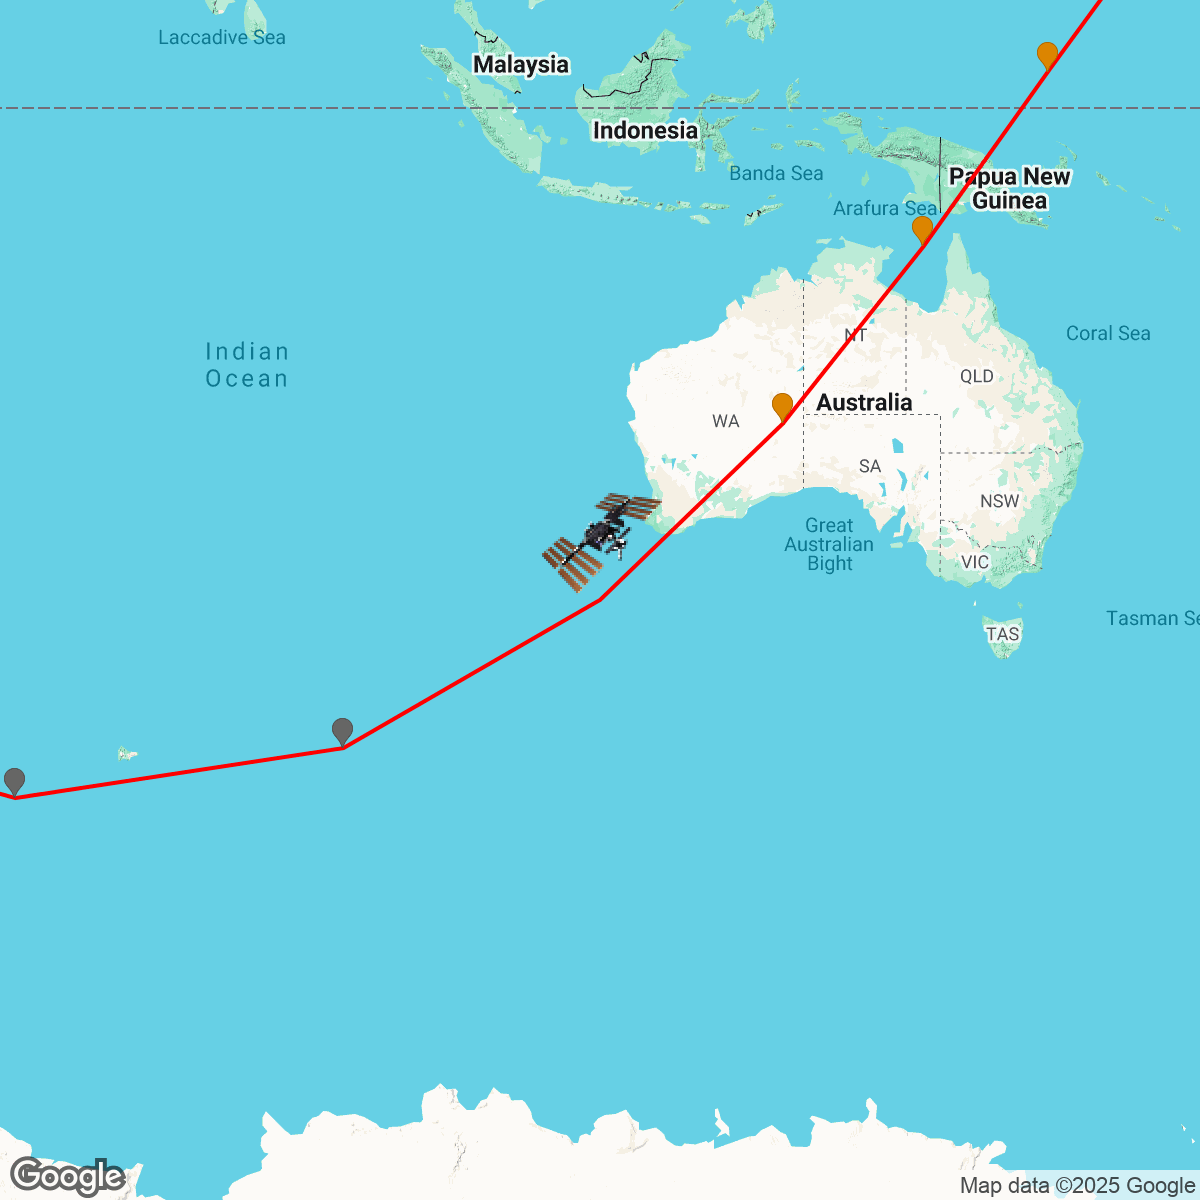 Laccadive Sea
Malaysia
Indonesia
Banda Sea
Papua New
Guinea
Arafura Sea
Indian
Ocean
NT
Coral Sea
QLD
Australia
WA
SA
NSW
Great
Australian
Bight
VIC
TAS
Tasman Se
Google
Map data ©2025 Google